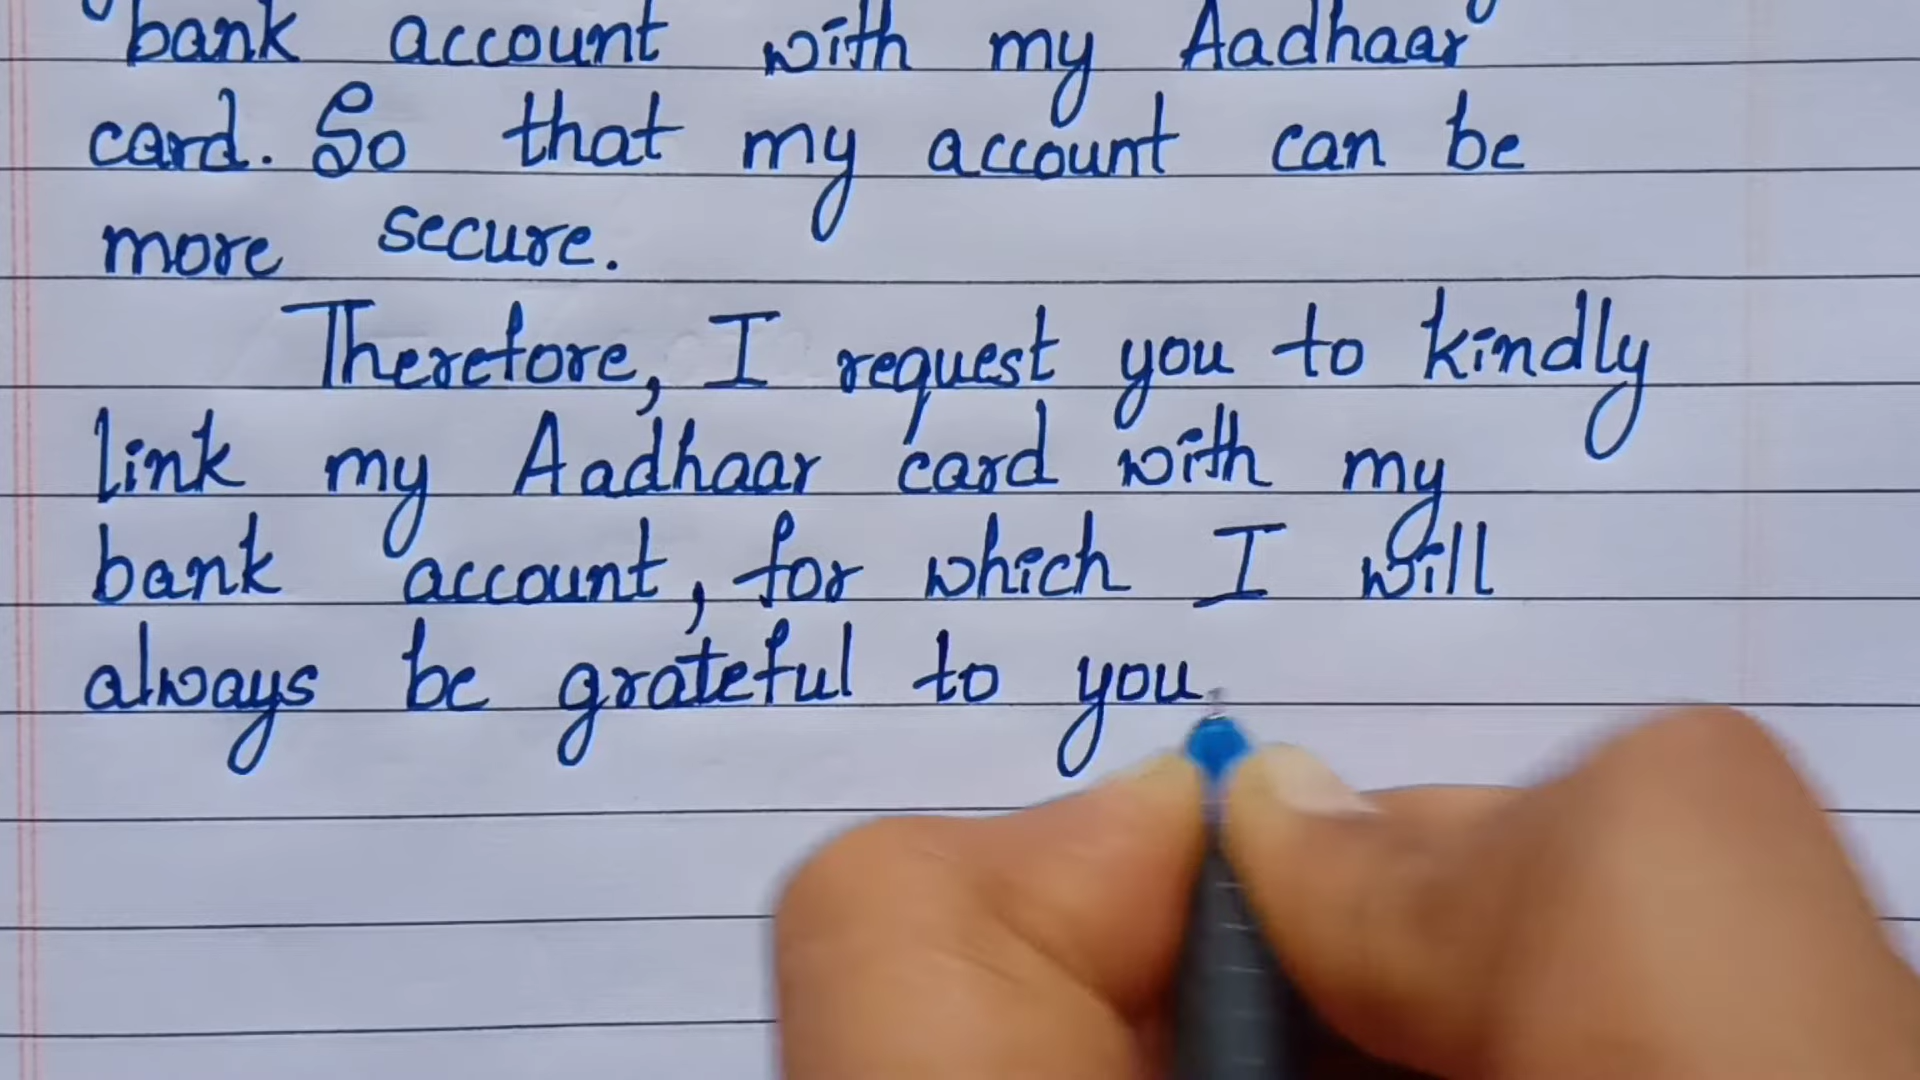 bank account with my Aadhaar
card. So that my account can be
more secure.
Therefore, I request you to kindly
link my Aadhaar card with my
bank account, for which I will
always be grateful to you.